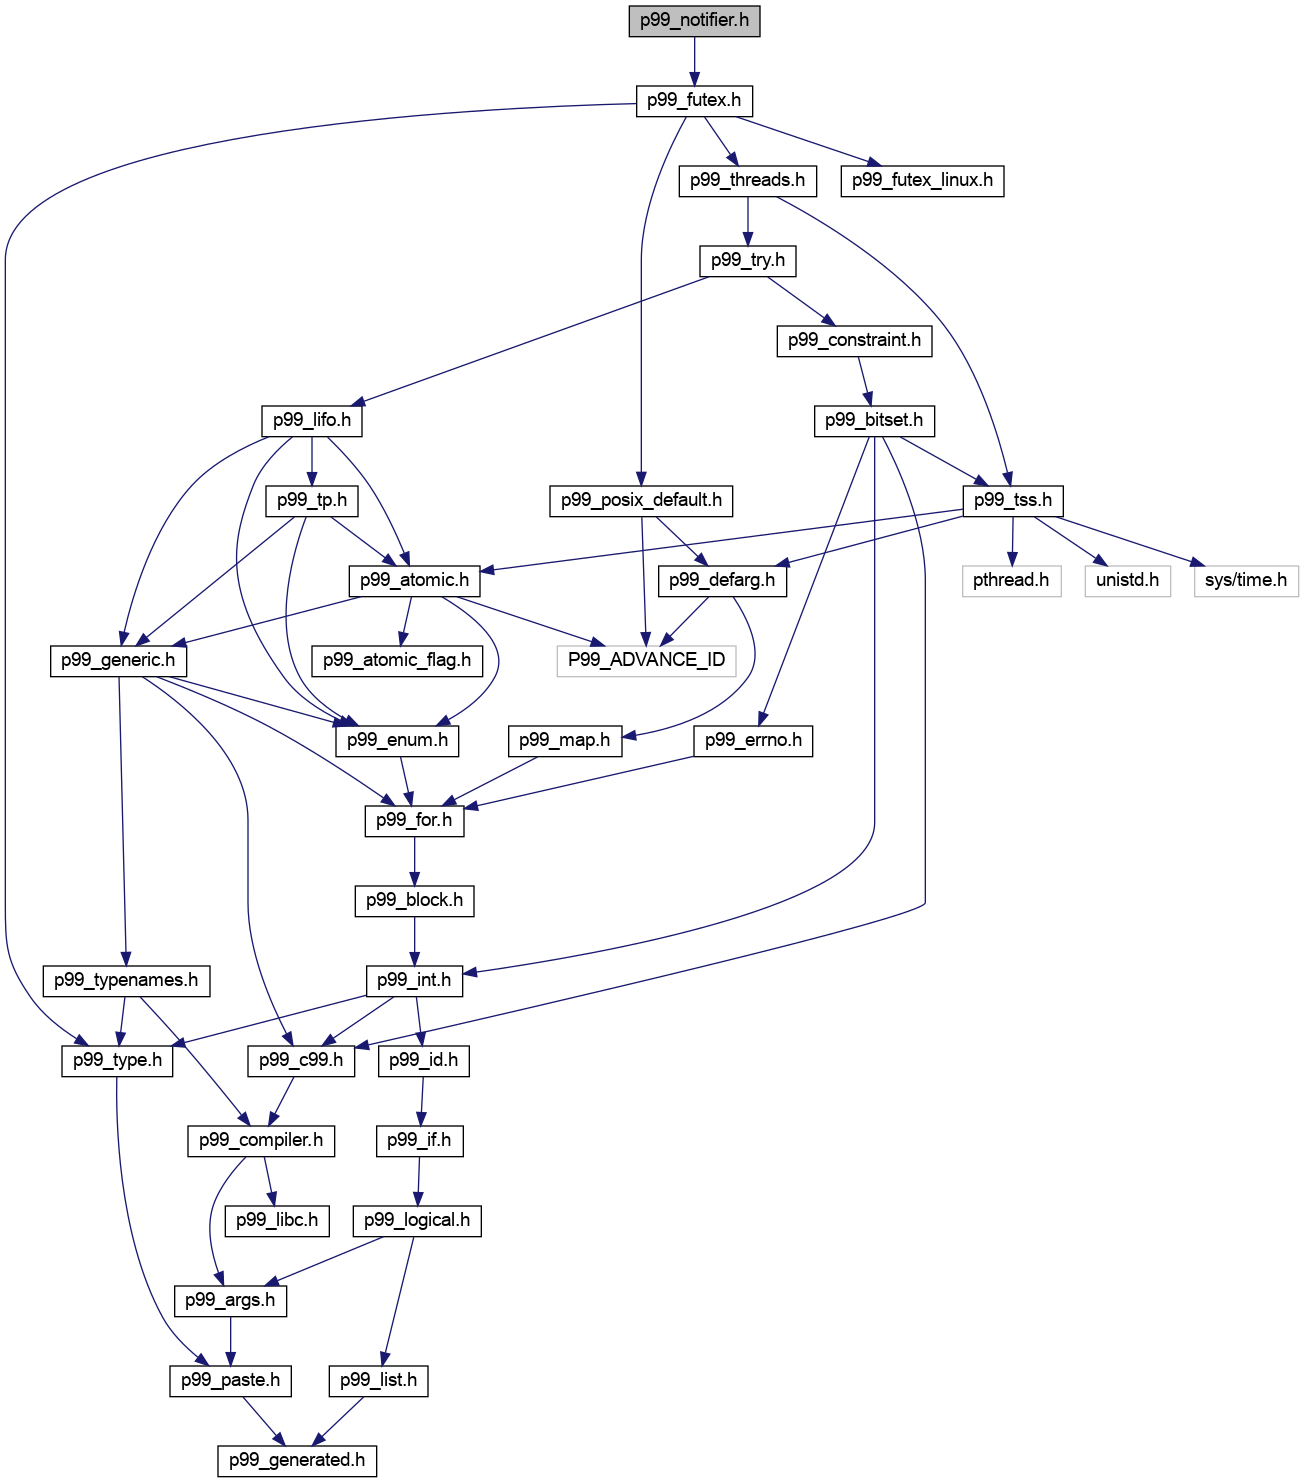 p99_notifier.h
p99_futex.h
p99_threads.h
p99_futex_linux.h
p99_try.h
p99_constraint.h
p99_lifo.h
p99_bitset.h
p99_tp.h
p99_posix_default.h
p99_tss.h
p99_atomic.h
p99_defarg.h
pthread.h
unistd.h
sys/time.h
p99_generic.h
p99_atomic_flag.h
P99_ADVANCE_ID
p99_enum.h
p99_map.h
p99_errno.h
p99_for.h
p99_block.h
p99_typenames.h
p99_int.h
p99_type.h
p99_c99.h
p99_id.h
p99_compiler.h
p99_if.h
p99_libc.h
p99_logical.h
p99_args.h
p99_paste.h
p99_list.h
p99_generated.h